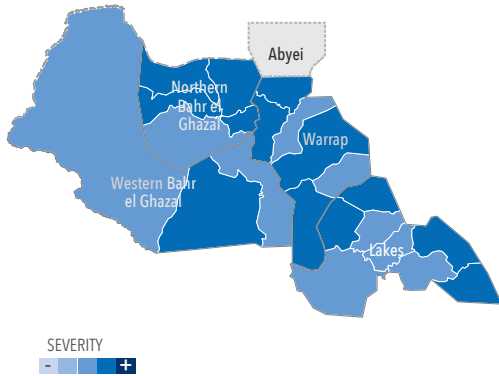 Abyei
Northern
Bahr el
Ghazal
Warrap
Western Bahr
el Ghazal
Lakes
SEVERITY
- +